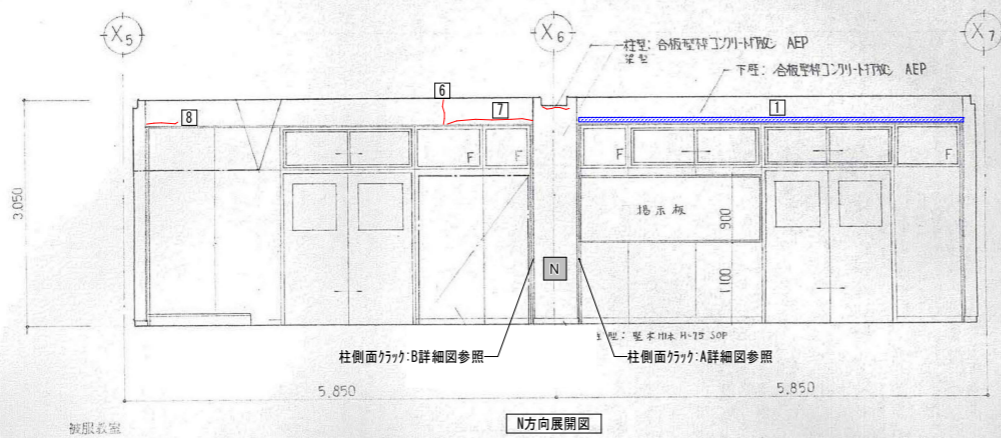 X5
X6
X7
柱型: 合板型枠コンクリート打放し AEP
梁型
下壁: 合板型枠コンクリート打放し AEP
6
7
8
1
F
F
F
F
3,050
掲示板
900
1100
N
巾木 H=75 SOP
柱側面クラック:B詳細図参照
柱側面クラック:A詳細図参照
5,850
5,850
被服教室
N方向展開図